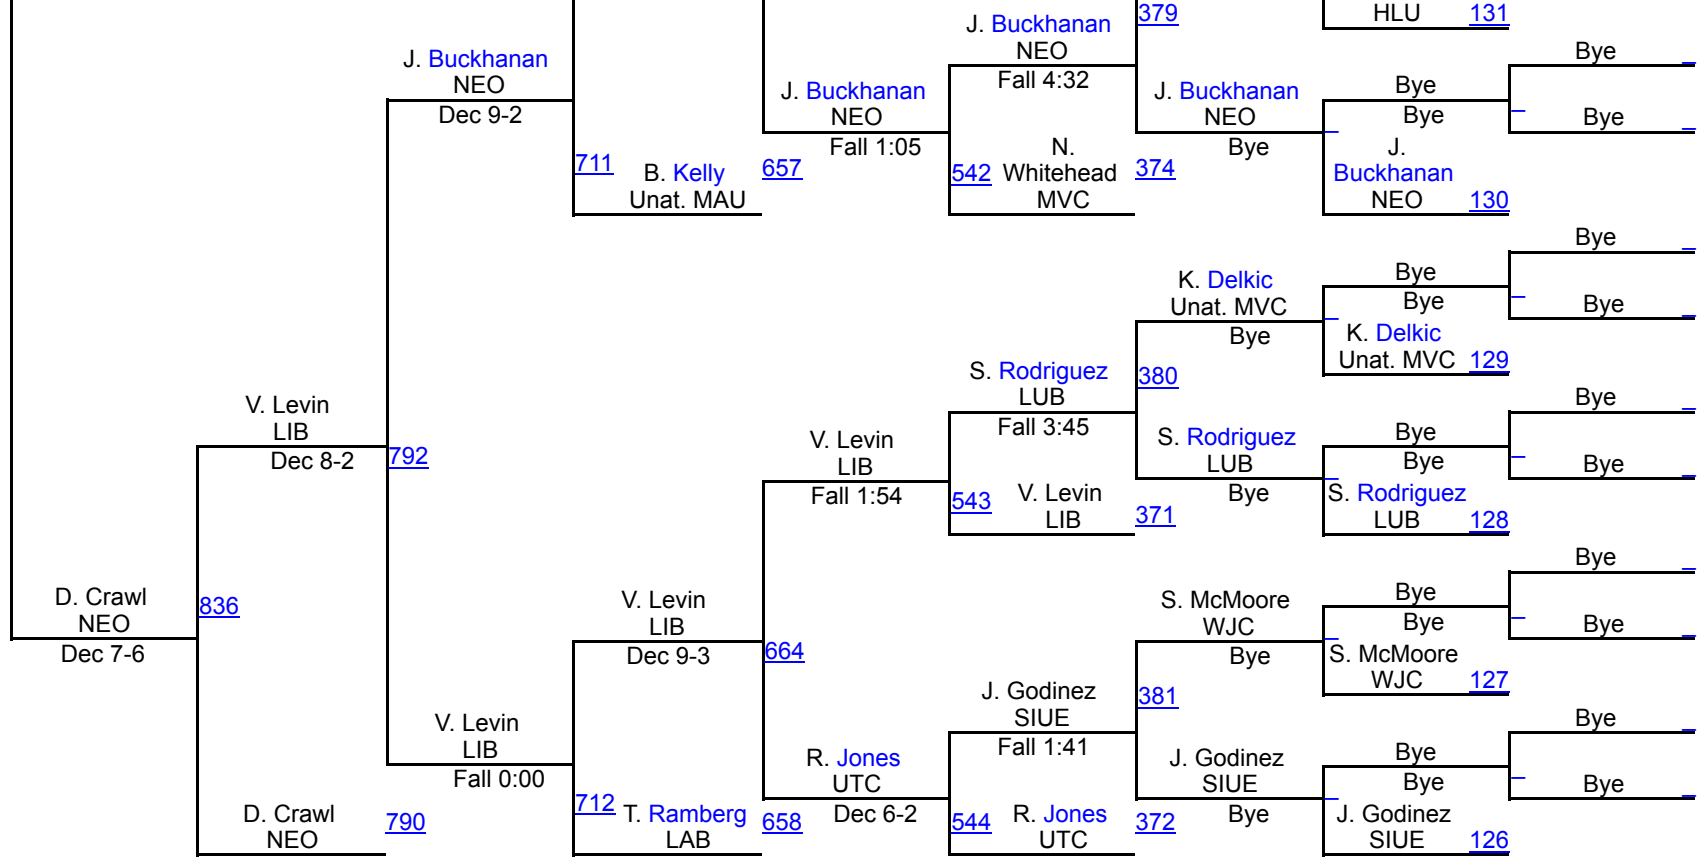 379
HLU 131
J. Buckhanan
NEO
Fall 4:32
Bye
J. Buckhanan
NEO
Dec 9-2
J. Buckhanan
NEO
Fall 1:05
J. Buckhanan
NEO
Bye
Bye
Bye
Bye
711
B. Kelly
Unat. MAU
657
542
N.
Whitehead
MVC
374
J.
Buckhanan
NEO 130
Bye
K. Delkic
Unat. MVC
Bye
Bye
Bye
Bye
K. Delkic
Unat. MVC 129
S. Rodriguez
LUB
Fall 3:45
380
Bye
V. Levin
LIB
Dec 8-2
792
V. Levin
LIB
Fall 1:54
S. Rodriguez
LUB
Bye
Bye
Bye
Bye
543
V. Levin
LIB
371
S. Rodriguez
LUB 128
Bye
D. Crawl
NEO
Dec 7-6
836
V. Levin
LIB
Dec 9-3
664
S. McMoore
WJC
Bye
Bye
Bye
Bye
S. McMoore
WJC 127
J. Godinez
SIUE
Fall 1:41
381
Bye
V. Levin
LIB
Fall 0:00
R. Jones
UTC
Dec 6-2
J. Godinez
SIUE
Bye
Bye
Bye
Bye
D. Crawl
NEO
790
712
T. Ramberg
LAB
658
544
R. Jones
UTC
372
J. Godinez
SIUE 126